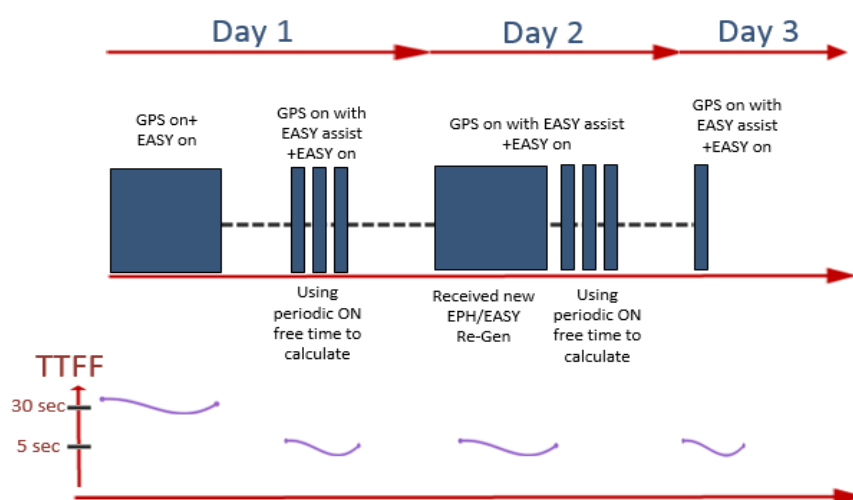 Day 1
Day 2
Day 3
GPS on+
EASY on
GPS on with
EASY assist
+EASY on
GPS on with EASY assist
+EASY on
GPS on with
EASY assist
+EASY on
Using
periodic ON
free time to
calculate
Received new
EPH/EASY
Re-Gen
Using
periodic ON
free time to
calculate
TTFF
30 sec
5 sec